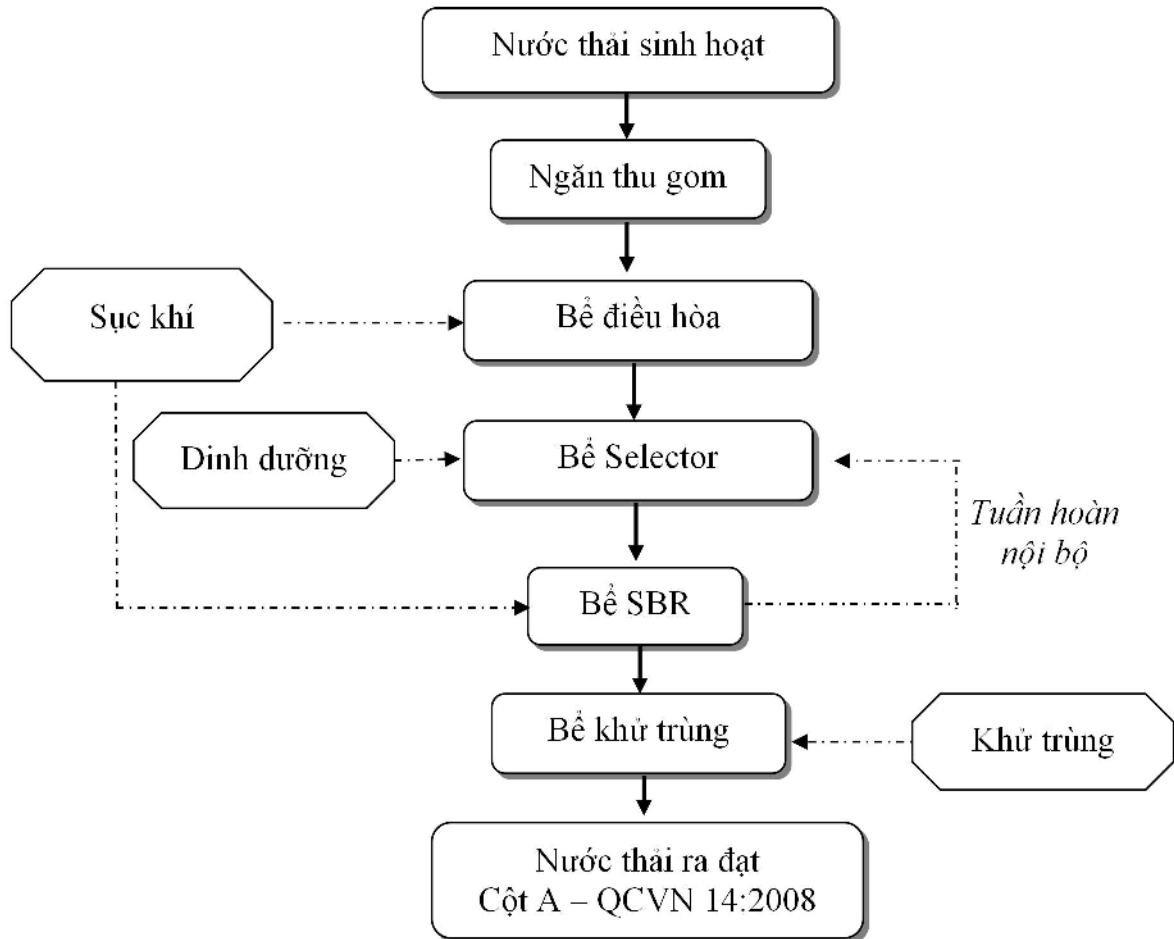 Nước thải sinh hoạt
Ngăn thu gom
Sục khí
Bể điều hòa
Dinh dưỡng
Bể Selector
Tuần hoàn
nội bộ
Bể SBR
Bể khử trùng
Khử trùng
Nước thải ra đạt
Cột A – QCVN 14:2008